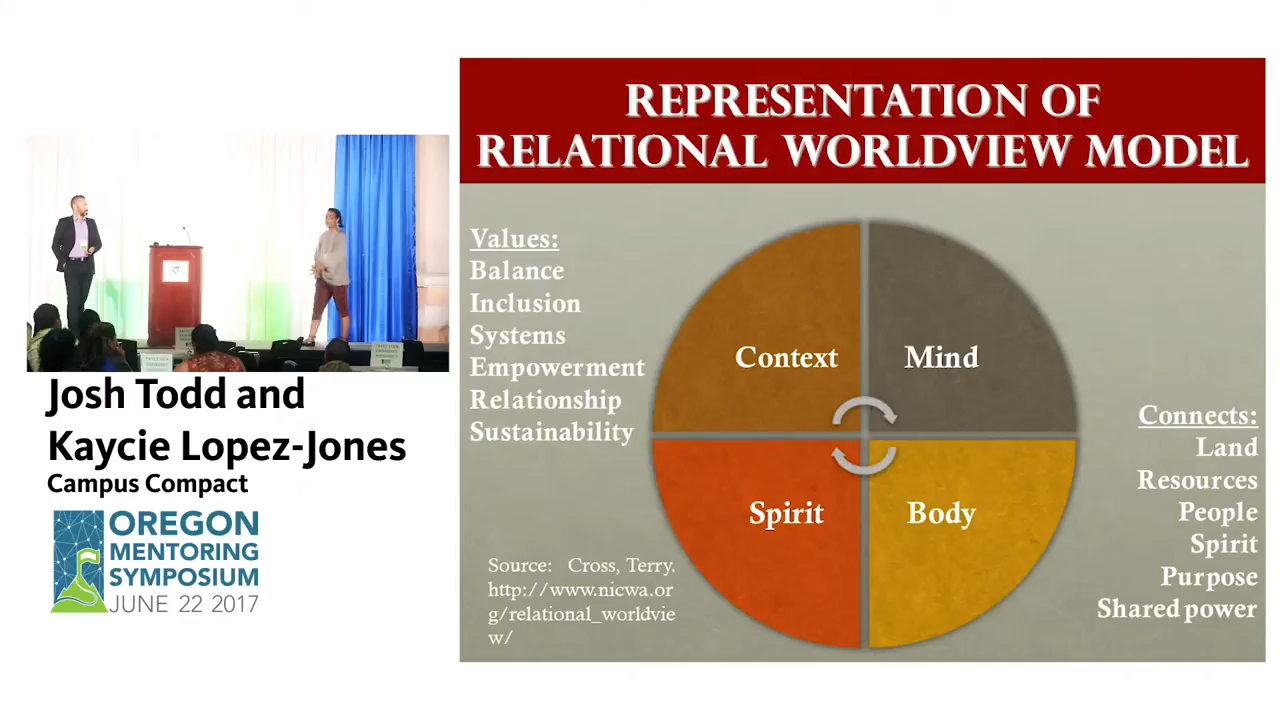 REPRESENTATION OF
RELATIONAL WORLDVIEW MODEL
Values:
Balance
Inclusion
Systems
Empowerment
Relationship
Sustainability
Context
Mind
Spirit
Body
Connects:
Land
Resources
People
Spirit
Purpose
Shared power
Source: Cross, Terry.
http://www.nicwa.or
g/relational_worldvie
w/
Josh Todd and
Kaycie Lopez-Jones
Campus Compact
OREGON
MENTORING
SYMPOSIUM
JUNE 22 2017